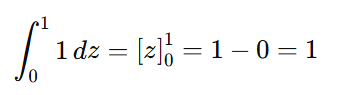 ∫₀¹ 1 dz = [z]₀¹ = 1 − 0 = 1